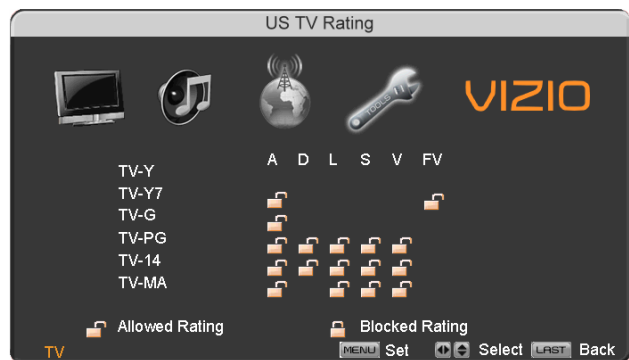 US TV Rating
TOOLS
VIZIO
A D L S V FV
TV-Y
TV-Y7
TV-G
TV-PG
TV-14
TV-MA
Allowed Rating Blocked Rating
TV MENU Set Select LAST Back